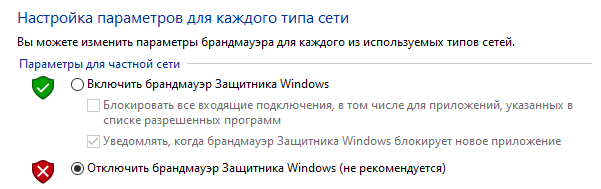 Настройка параметров для каждого типа сети
Вы можете изменить параметры брандмауэра для каждого из используемых типов сетей.
Параметры для частной сети
Включить брандмауэр Защитника Windows
Блокировать все входящие подключения, в том числе для приложений, указанных в
списке разрешенных программ
Уведомлять, когда брандмауэр Защитника Windows блокирует новое приложение
Отключить брандмауэр Защитника Windows (не рекомендуется)